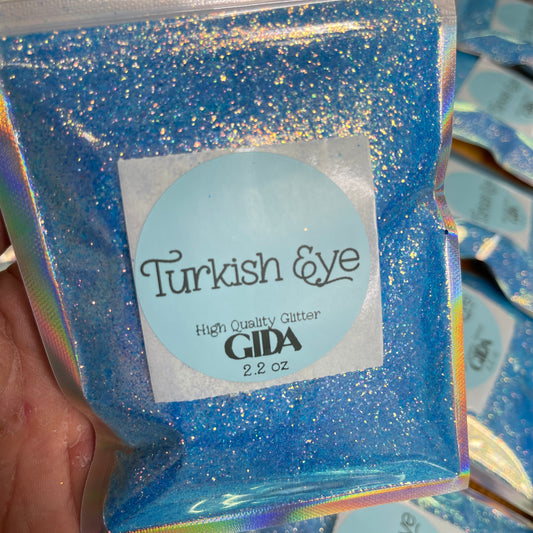 Turkish Eye
High Quality Glitter
GIDA
2.2 oz